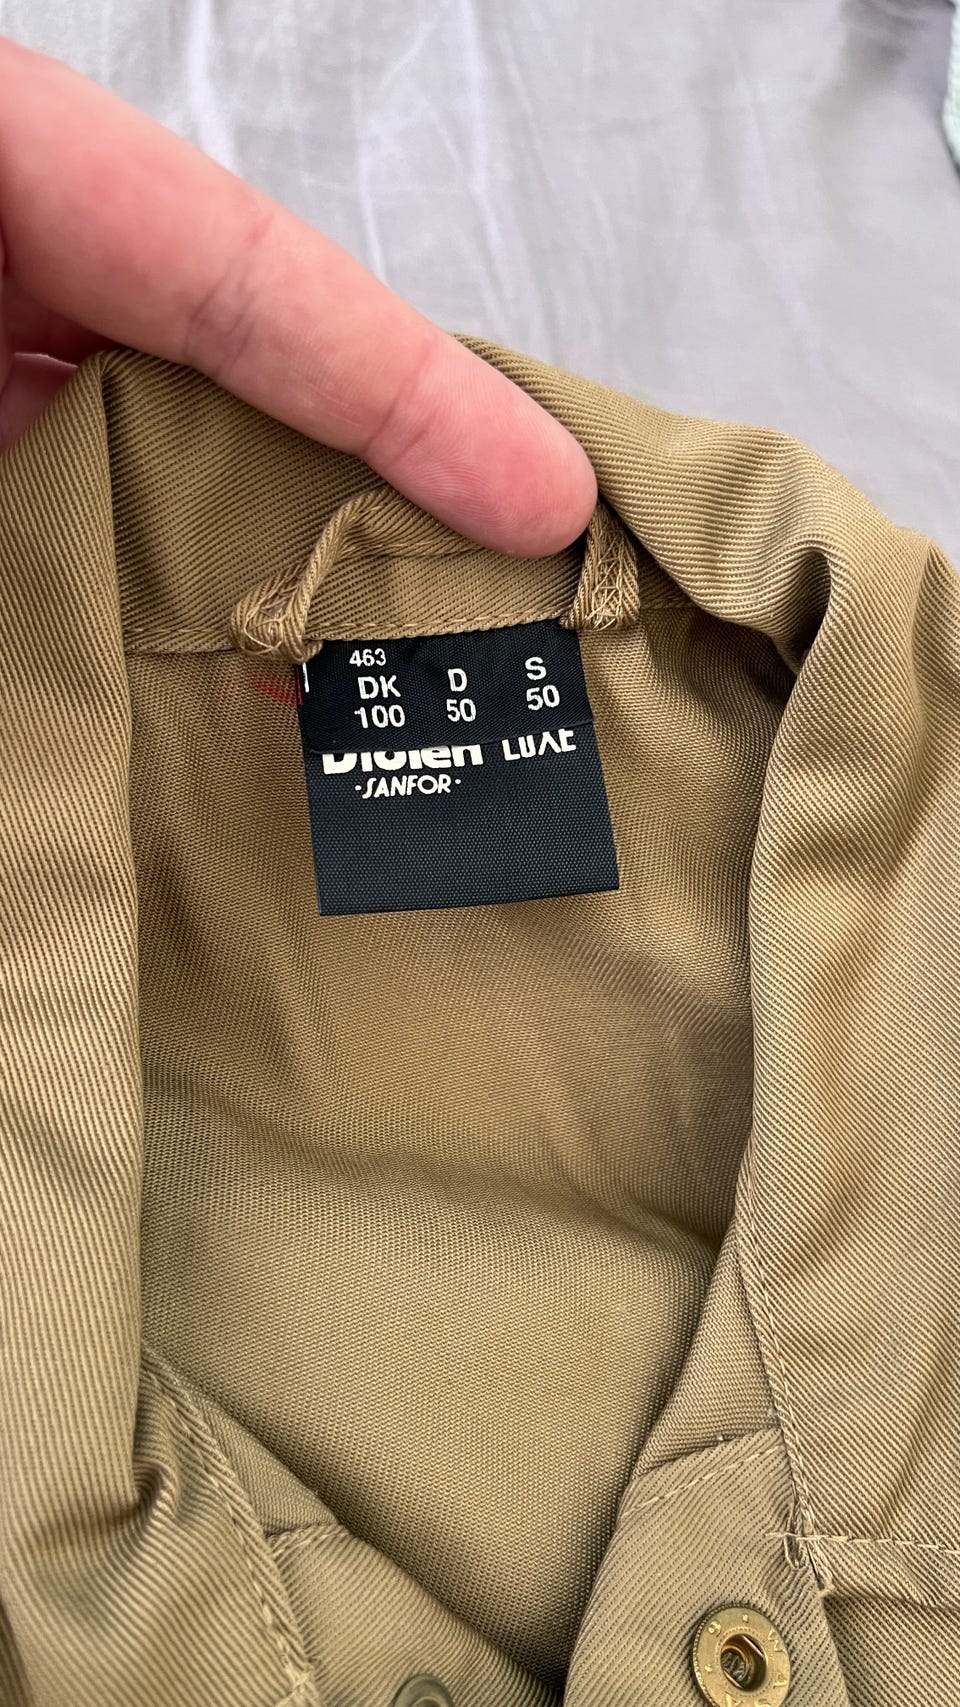 463
DK D S
100 50 50
Diolen LUXE
·SANFOR·